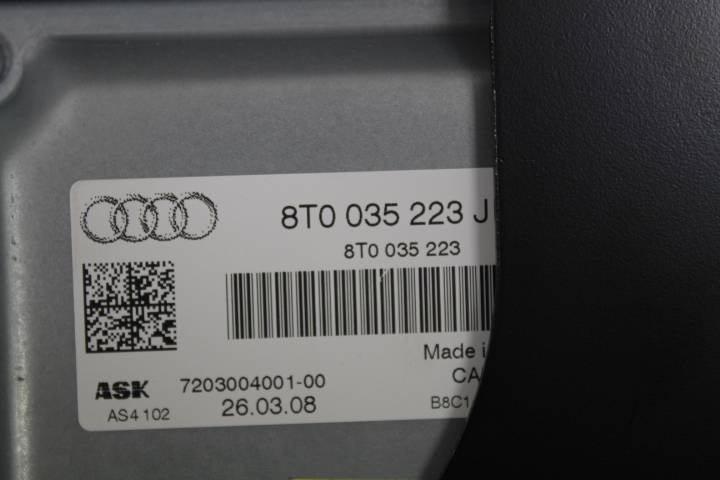 8T0 035 223 J
8T0 035 223
Made i
CA
ASK 7203004001-00
AS4 102 26.03.08 B8C1